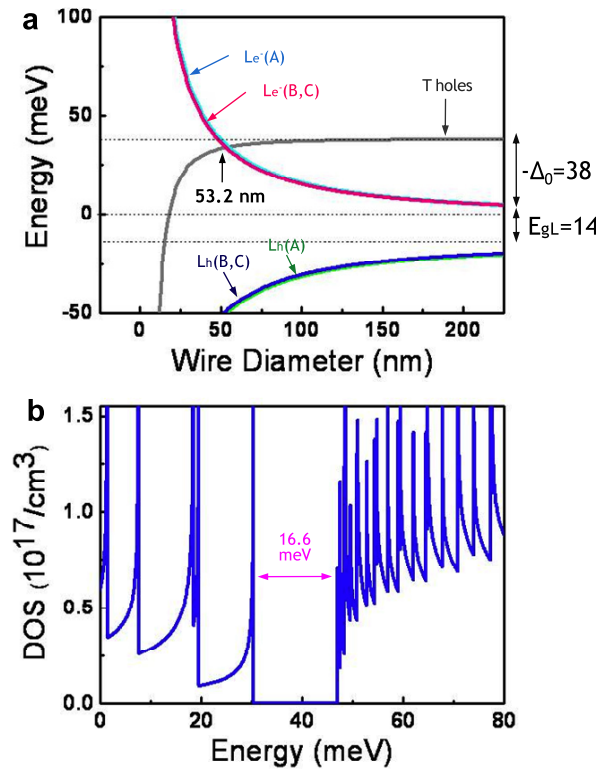 a
100
50
0
-50
Energy (meV)
Le-(A)
Le-(B,C)
T holes
53.2 nm
Lh(B,C)
Lh(A)
-Δ0=38
EgL=14
0 50 100 150 200
Wire Diameter (nm)
b
1.5
1.0
0.5
0.0
DOS (10^17/cm^3)
16.6
meV
0 20 40 60 80
Energy (meV)